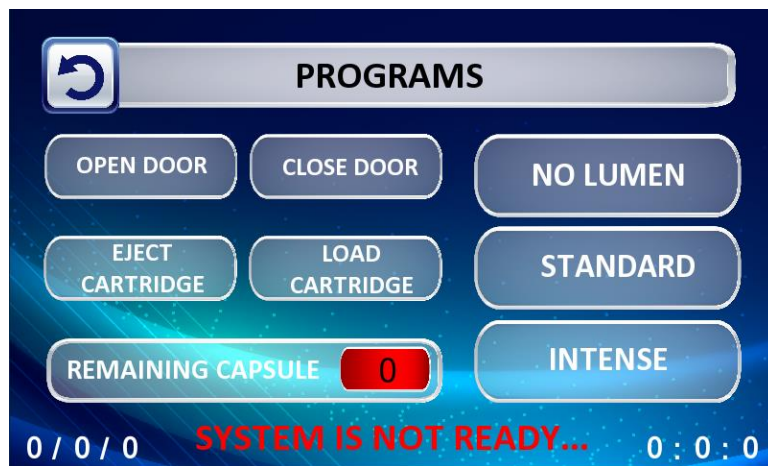 PROGRAMS
OPEN DOOR
CLOSE DOOR
NO LUMEN
EJECT
CARTRIDGE
LOAD
CARTRIDGE
STANDARD
REMAINING CAPSULE 0
INTENSE
0 / 0 / 0
SYSTEM IS NOT READY...
0 : 0 : 0